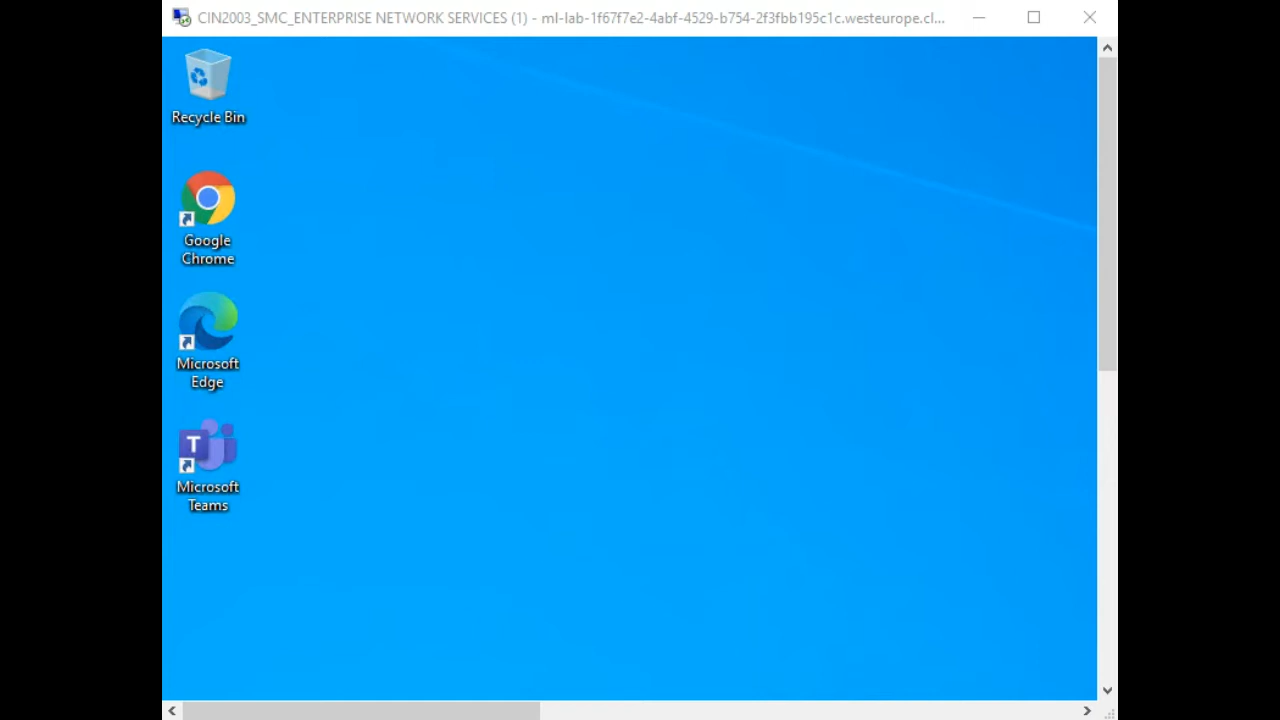 CIN2003_SMC_ENTERPRISE NETWORK SERVICES (1) - ml-lab-1f67f7e2-4abf-4529-b754-2f3fbb195c1c.westeurope.cl...
Recycle Bin
Google
Chrome
Microsoft
Edge
T
Microsoft
Teams